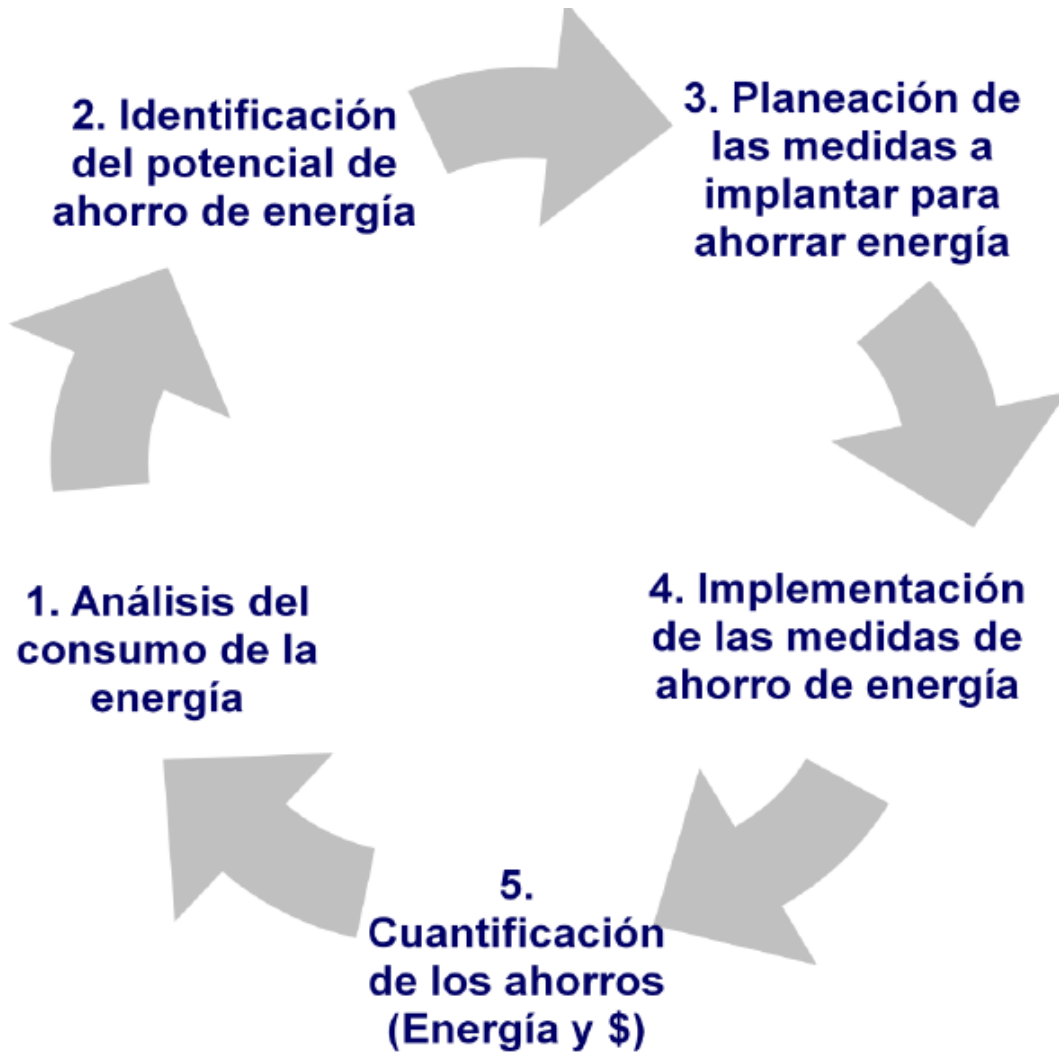 2. Identificación
del potencial de
ahorro de energía
3. Planeación de
las medidas a
implantar para
ahorrar energía
1. Análisis del
consumo de la
energía
4. Implementación
de las medidas de
ahorro de energía
5.
Cuantificación
de los ahorros
(Energía y $)